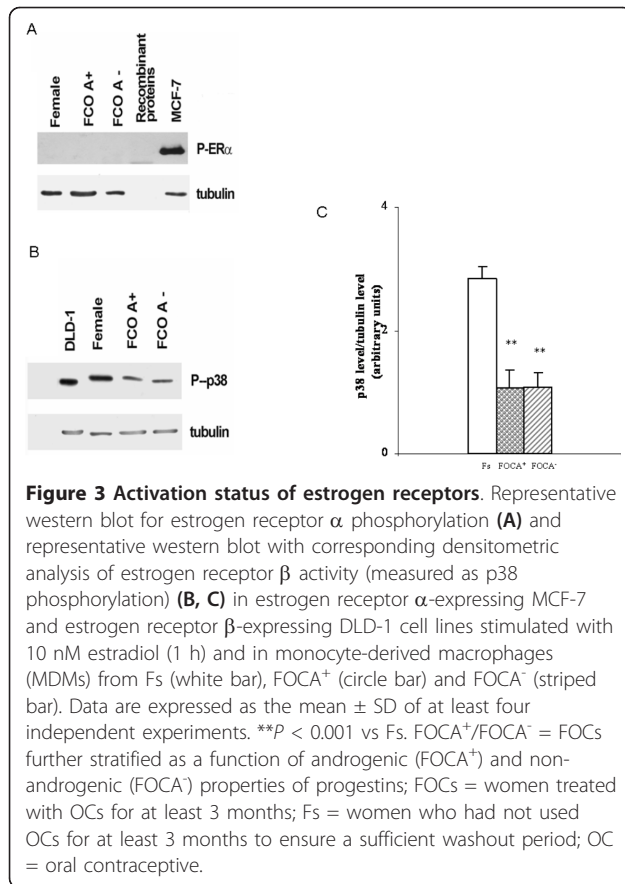 A
Female
FCO A+
FCO A -
Recombinant
proteins
MCF-7
P-ERα
tubulin
B
DLD-1
Female
FCO A+
FCO A -
P--p38
tubulin
C
p38 level/tubulin level
(arbitrary units)
4
2
0
**
**
Fs FOCA⁺ FOCA⁻
Figure 3 Activation status of estrogen receptors. Representative
western blot for estrogen receptor α phosphorylation (A) and
representative western blot with corresponding densitometric
analysis of estrogen receptor β activity (measured as p38
phosphorylation) (B, C) in estrogen receptor α-expressing MCF-7
and estrogen receptor β-expressing DLD-1 cell lines stimulated with
10 nM estradiol (1 h) and in monocyte-derived macrophages
(MDMs) from Fs (white bar), FOCA⁺ (circle bar) and FOCA⁻ (striped
bar). Data are expressed as the mean ± SD of at least four
independent experiments. **P < 0.001 vs Fs. FOCA⁺/FOCA⁻ = FOCs
further stratified as a function of androgenic (FOCA⁺) and non-
androgenic (FOCA⁻) properties of progestins; FOCs = women treated
with OCs for at least 3 months; Fs = women who had not used
OCs for at least 3 months to ensure a sufficient washout period; OC
= oral contraceptive.